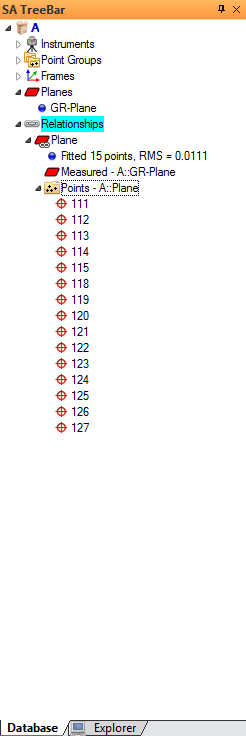 SA TreeBar
A
Instruments
Point Groups
Frames
Planes
GR-Plane
Relationships
Plane
Fitted 15 points, RMS = 0.0111
Measured - A::GR-Plane
Points - A::Plane
111
112
113
114
115
118
119
120
121
122
123
124
125
126
127
Database Explorer